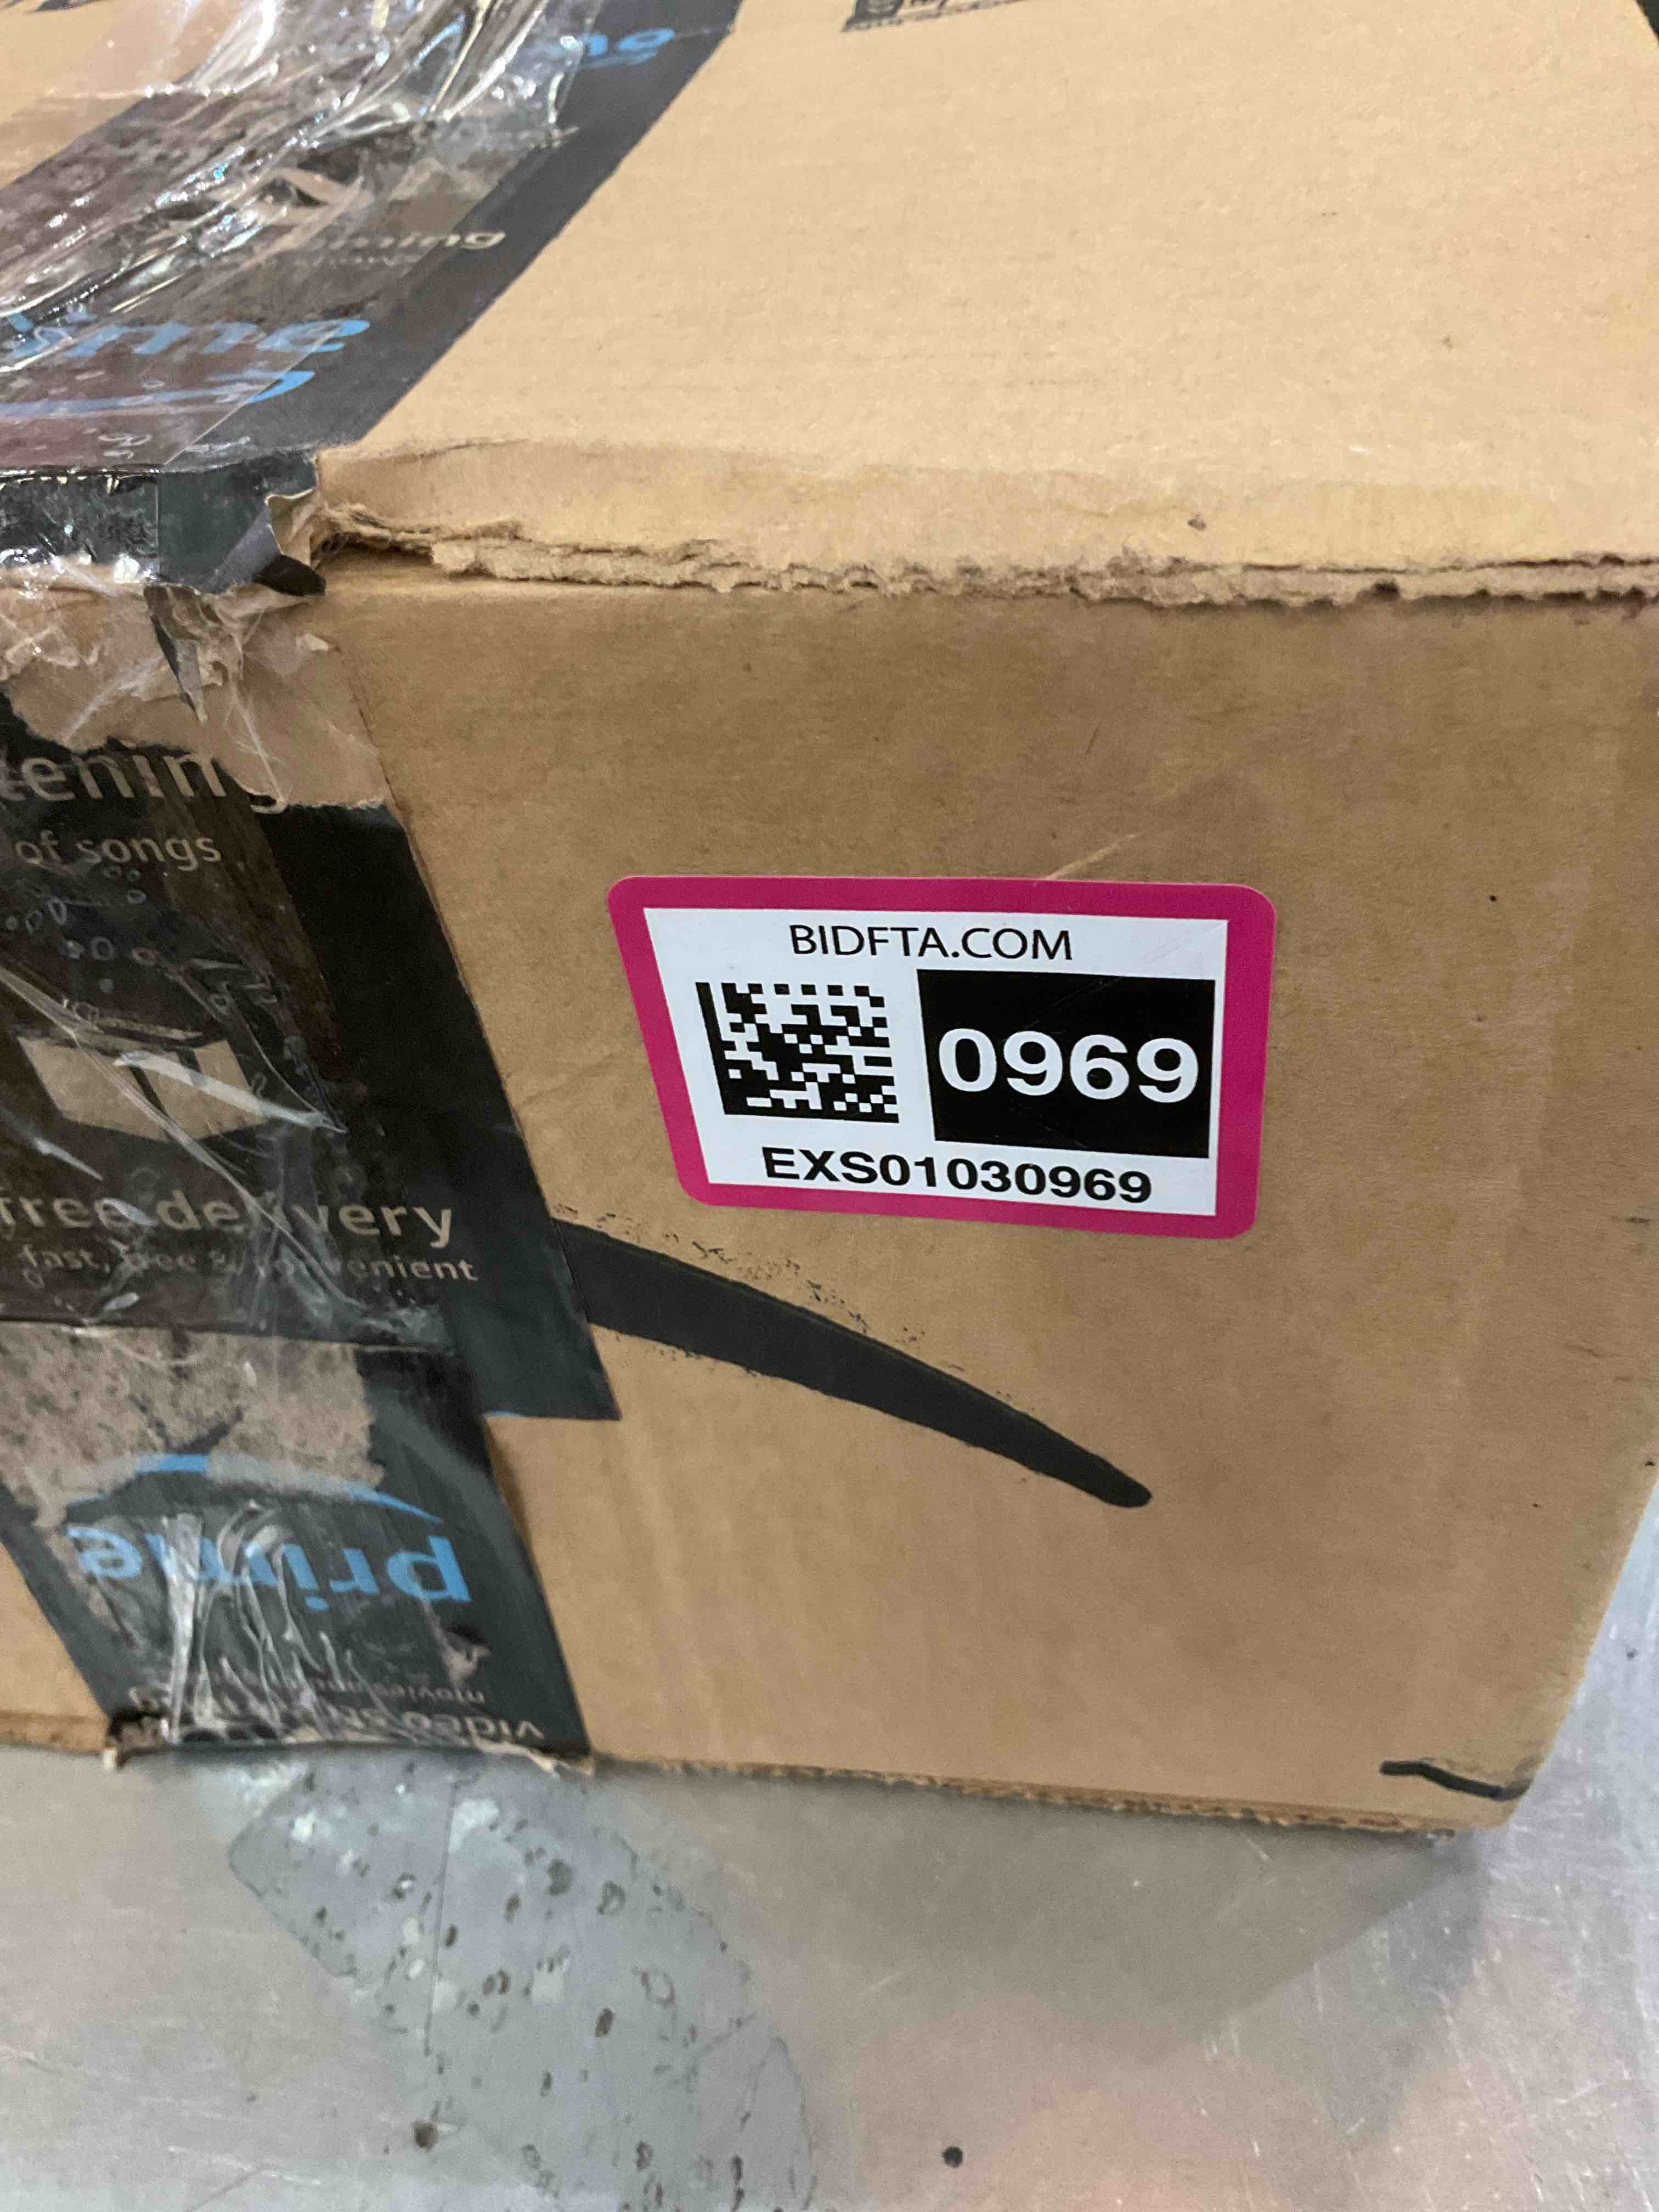 of songs
free delivery
fast, free & convenient
BIDFTA.COM
0969
EXS01030969
prime